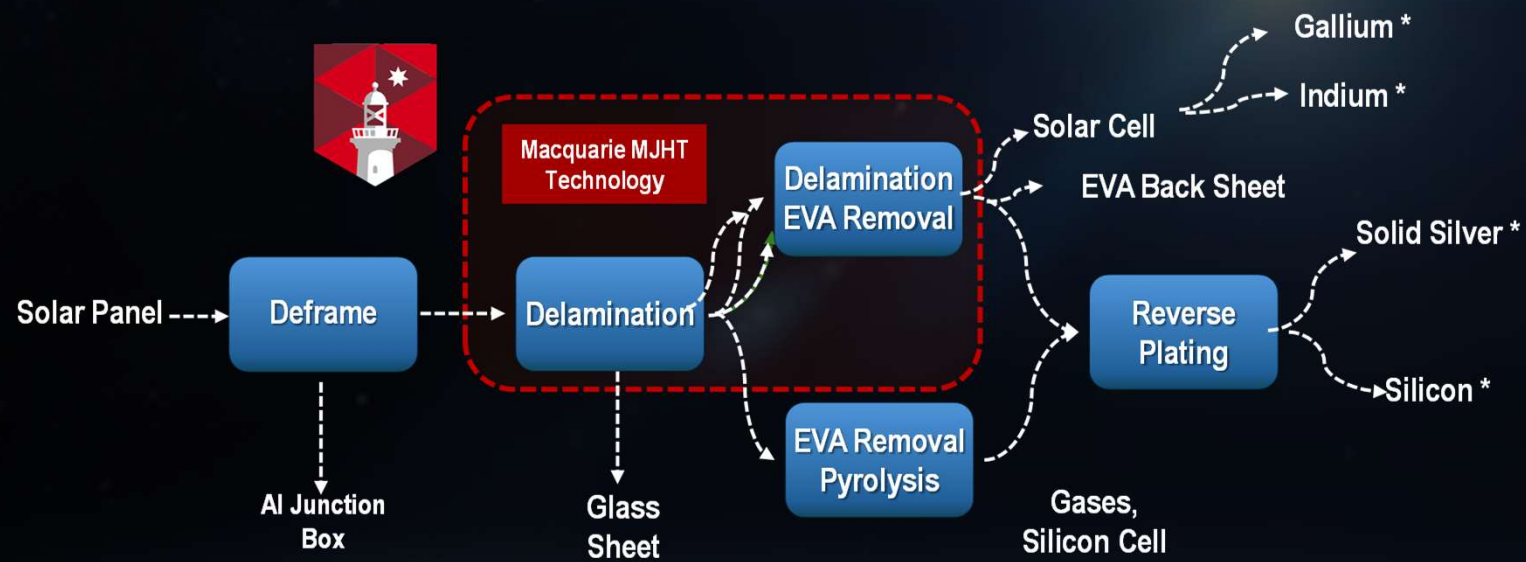 Gallium *
Indium *
Solar Cell
Macquarie MJHT
Technology
Delamination
EVA Removal
EVA Back Sheet
Solid Silver *
Solar Panel
Deframe
Delamination
Reverse
Plating
Silicon *
EVA Removal
Pyrolysis
Al Junction
Box
Glass
Sheet
Gases,
Silicon Cell